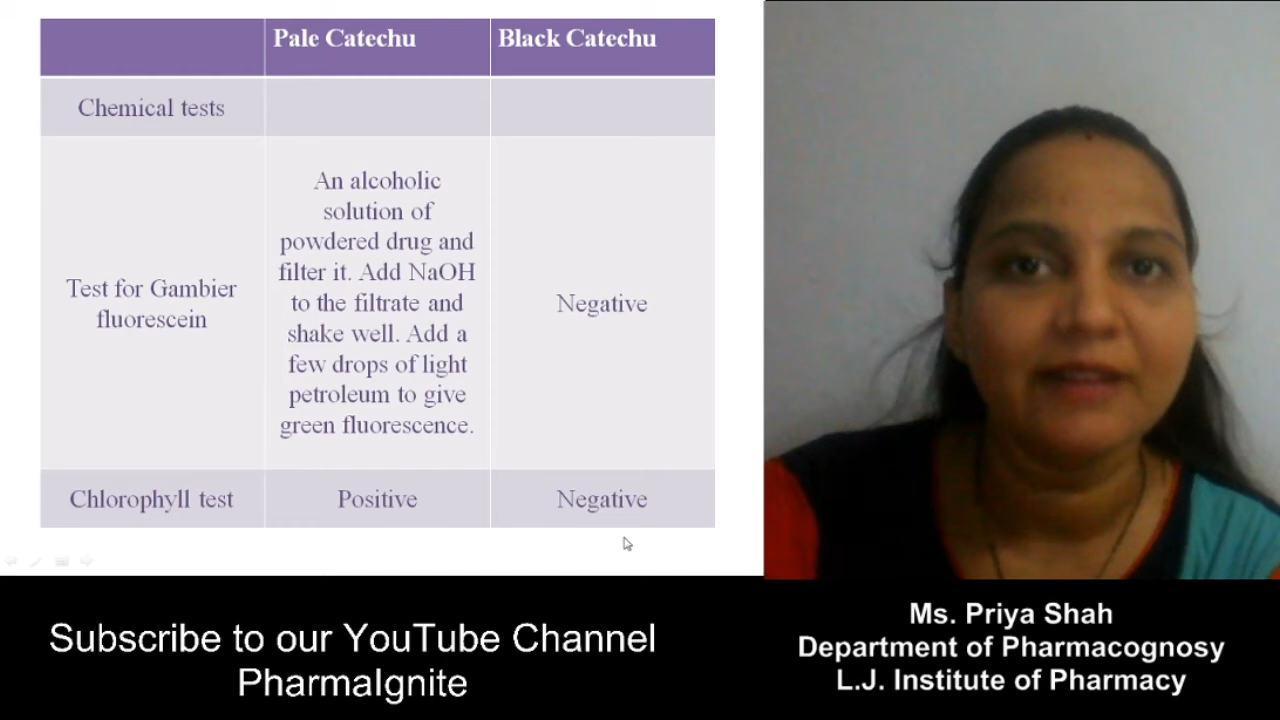 Pale Catechu
Black Catechu
Chemical tests
Test for Gambier
fluorescein
An alcoholic
solution of
powdered drug and
filter it. Add NaOH
to the filtrate and
shake well. Add a
few drops of light
petroleum to give
green fluorescence.
Negative
Chlorophyll test
Positive
Negative
Subscribe to our YouTube Channel
PharmaIgnite
Ms. Priya Shah
Department of Pharmacognosy
L.J. Institute of Pharmacy